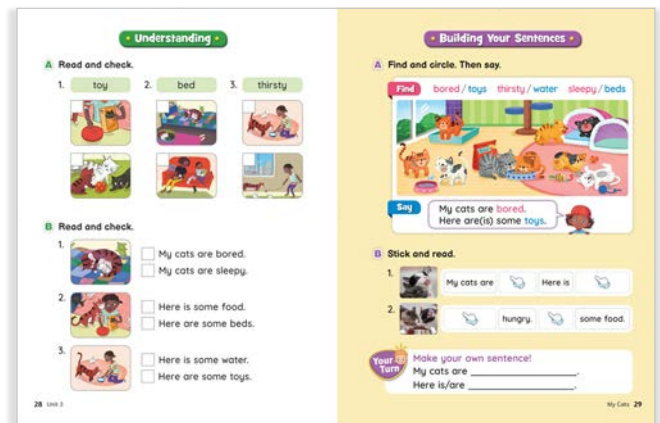 Understanding
A Read and check.
1. toy 2. bed 3. thirsty
B Read and check.
1.
My cats are bored.
My cats are sleepy.
2.
Here is some food.
Here are some beds.
3.
Here is some water.
Here are some toys.
28 Unit 3
Building Your Sentences
A Find and circle. Then say.
Find bored / toys thirsty / water sleepy / beds
Say
My cats are bored.
Here are(is) some toys.
B Stick and read.
1. My cats are Here is
2. hungry. some food.
Your Turn
Make your own sentence!
My cats are ____________________.
Here is/are ____________________.
My Cats 29